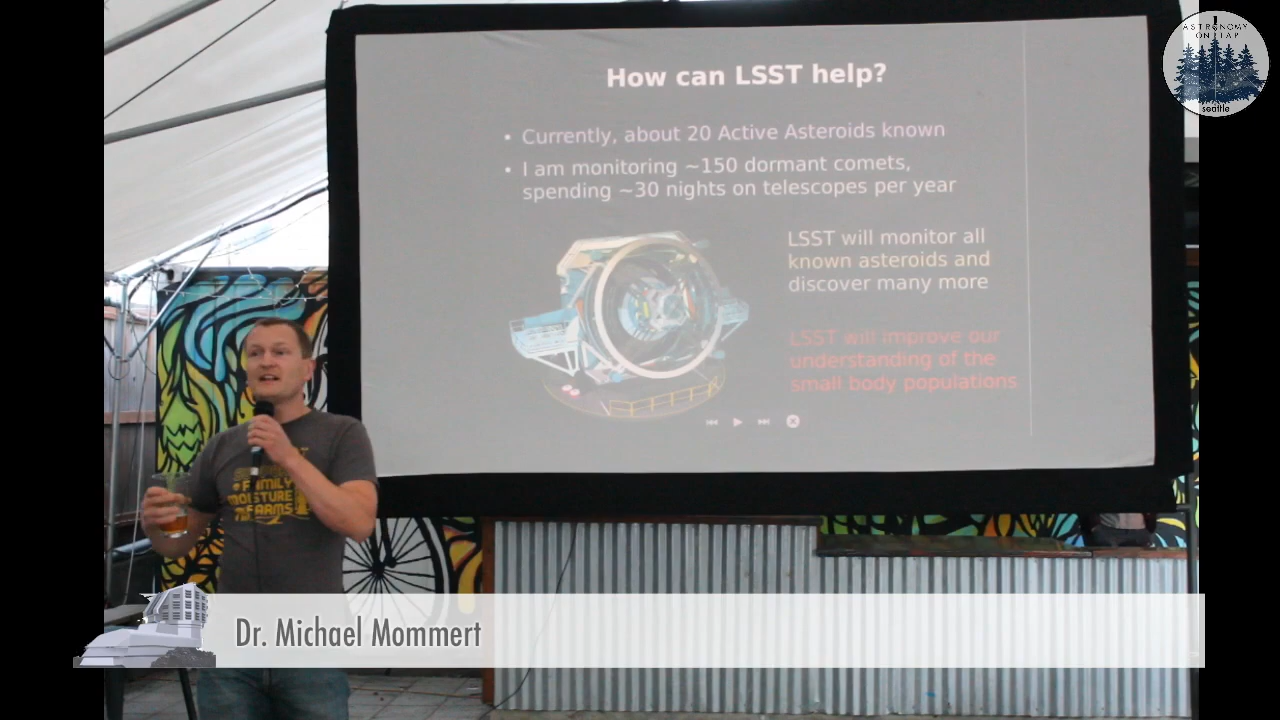 How can LSST help?
• Currently, about 20 Active Asteroids known
• I am monitoring ~150 dormant comets,
spending ~30 nights on telescopes per year
LSST will monitor all
known asteroids and
discover many more
LSST will improve our
understanding of the
small body populations
ASTRONOMY
ON TAP
seattle
FAMILY
MOISTURE
FARMS
Dr. Michael Mommert